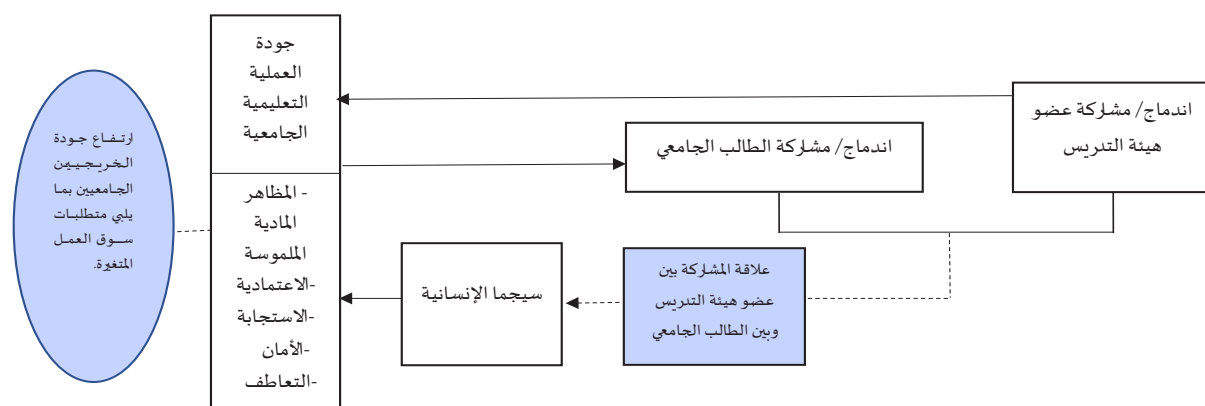 اندماج/ مشاركة عضو
هيئة التدريس
اندماج/ مشاركة الطالب الجامعي
علاقة المشاركة بين
عضو هيئة التدريس
وبين الطالب الجامعي
سيجما الإنسانية
جودة
العملية
التعليمية
الجامعية
- المظاهر
المادية
الملموسة
-الاعتمادية
-الاستجابة
-الأمان
-التعاطف
ارتفاع جودة
الخريجيين
الجامعيين بما
يلبي متطلبات
سوق العمل
المتغيرة.